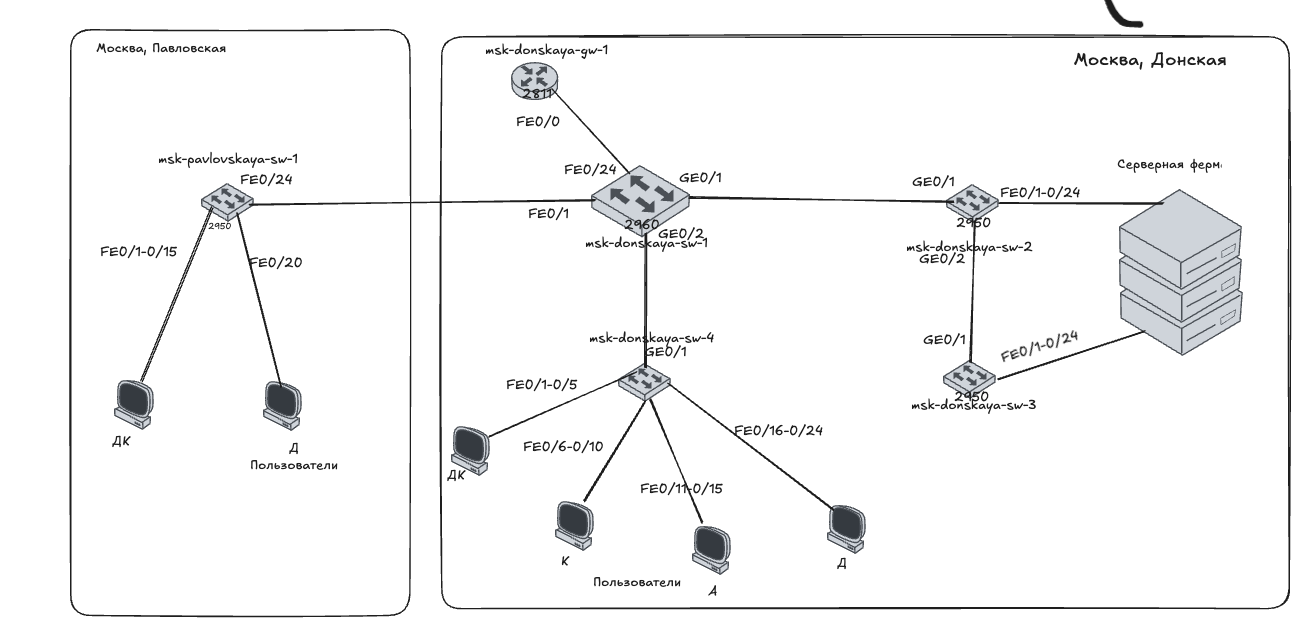 Москва, Павловская
msk-pavlovskaya-sw-1
FE0/24
2950
FE0/1-0/15
FE0/20
ДК
Д
Пользователи
Москва, Донская
msk-donskaya-gw-1
2811
FE0/0
FE0/24
GE0/1
FE0/1
2960
GE0/2
msk-donskaya-sw-1
GE0/1
FE0/1-0/24
2950
msk-donskaya-sw-2
GE0/2
Серверная ферм
msk-donskaya-sw-4
GE0/1
FE0/1-0/5
FE0/6-0/10
FE0/11-0/15
FE0/16-0/24
GE0/1
FE0/1-0/24
2950
msk-donskaya-sw-3
ДК
К
А
Д
Пользователи